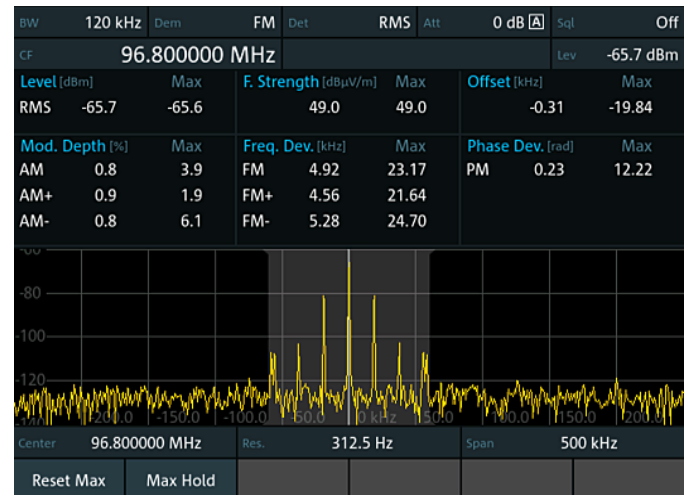 BW 120 kHz Dem FM Det RMS Att 0 dB A Sql Off
CF 96.800000 MHz Lev -65.7 dBm
Level [dBm] Max F. Strength [dBµV/m] Max Offset [kHz] Max
RMS -65.7 -65.6 49.0 49.0 -0.31 -19.84
Mod. Depth [%] Max Freq. Dev. [kHz] Max Phase Dev. [rad] Max
AM 0.8 3.9 FM 4.92 23.17 PM 0.23 12.22
AM+ 0.9 1.9 FM+ 4.56 21.64
AM- 0.8 6.1 FM- 5.28 24.70
-60
-80
-100
-120
-140
-200.0 -150.0 -100.0 -50.0 0 kHz 50.0 100.0 150.0 200.0
Center 96.800000 MHz Res. 312.5 Hz Span 500 kHz
Reset Max Max Hold